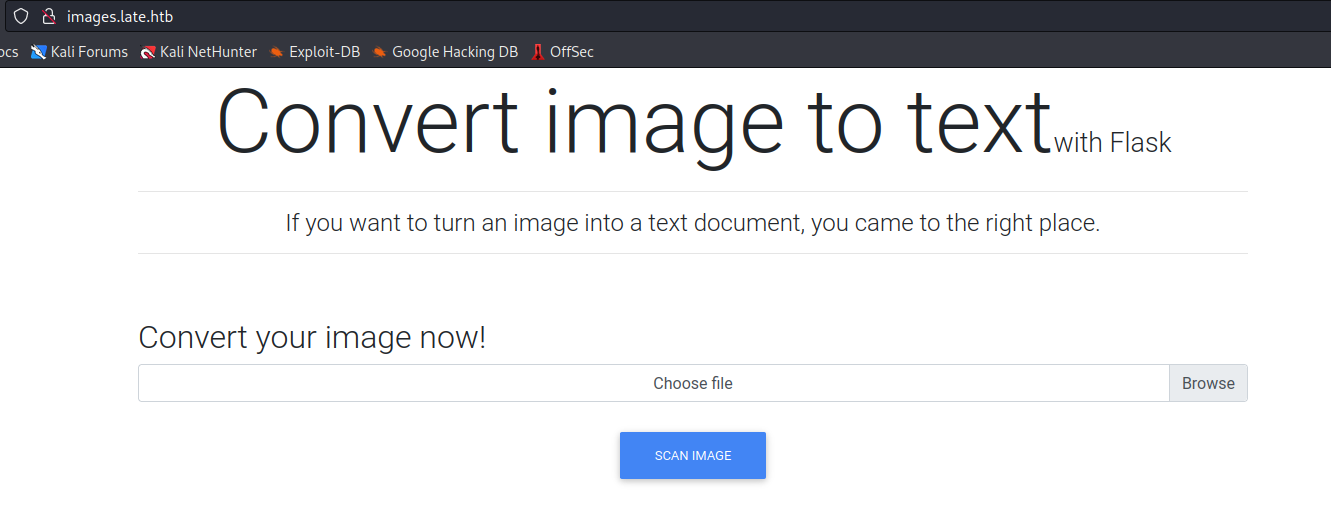 images.late.htb
ocs Kali Forums Kali NetHunter Exploit-DB Google Hacking DB OffSec
Convert image to text with Flask
If you want to turn an image into a text document, you came to the right place.
Convert your image now!
Choose file Browse
SCAN IMAGE